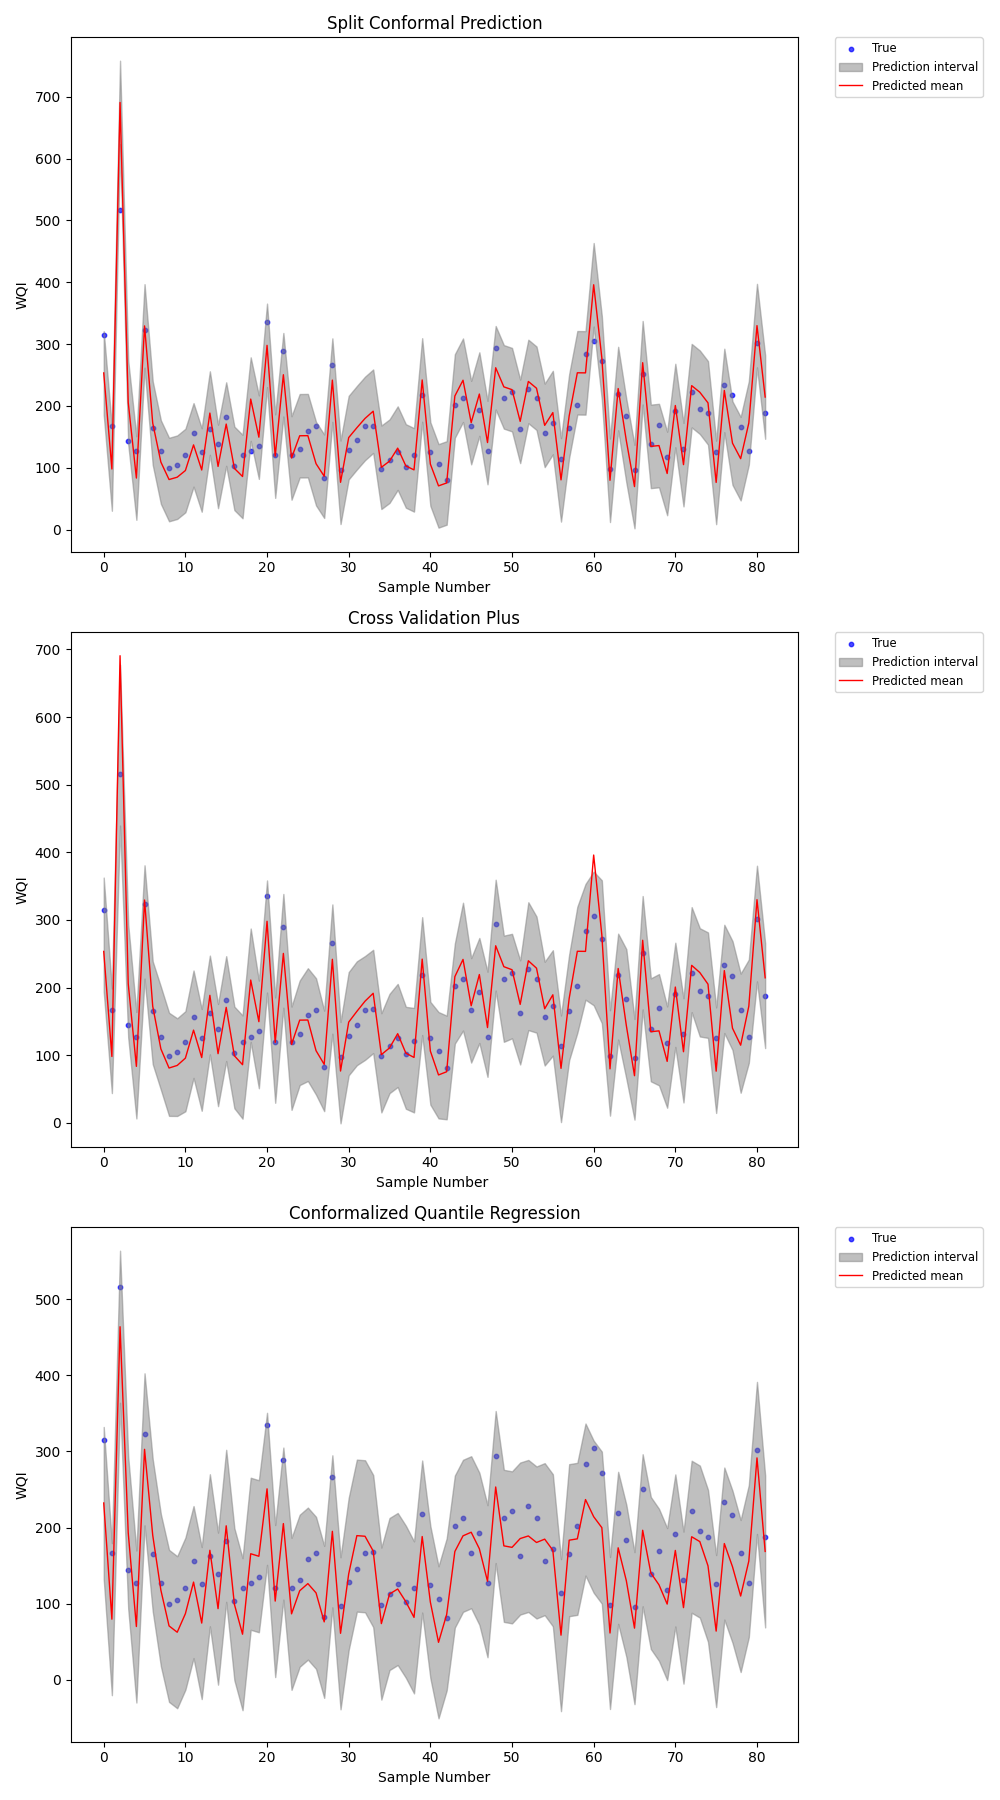 Split Conformal Prediction
True
Prediction interval
Predicted mean
700
600
500
400
300
200
100
0
WQI
0 10 20 30 40 50 60 70 80
Sample Number
Cross Validation Plus
True
Prediction interval
Predicted mean
700
600
500
400
300
200
100
0
WQI
0 10 20 30 40 50 60 70 80
Sample Number
Conformalized Quantile Regression
True
Prediction interval
Predicted mean
500
400
300
200
100
0
WQI
0 10 20 30 40 50 60 70 80
Sample Number